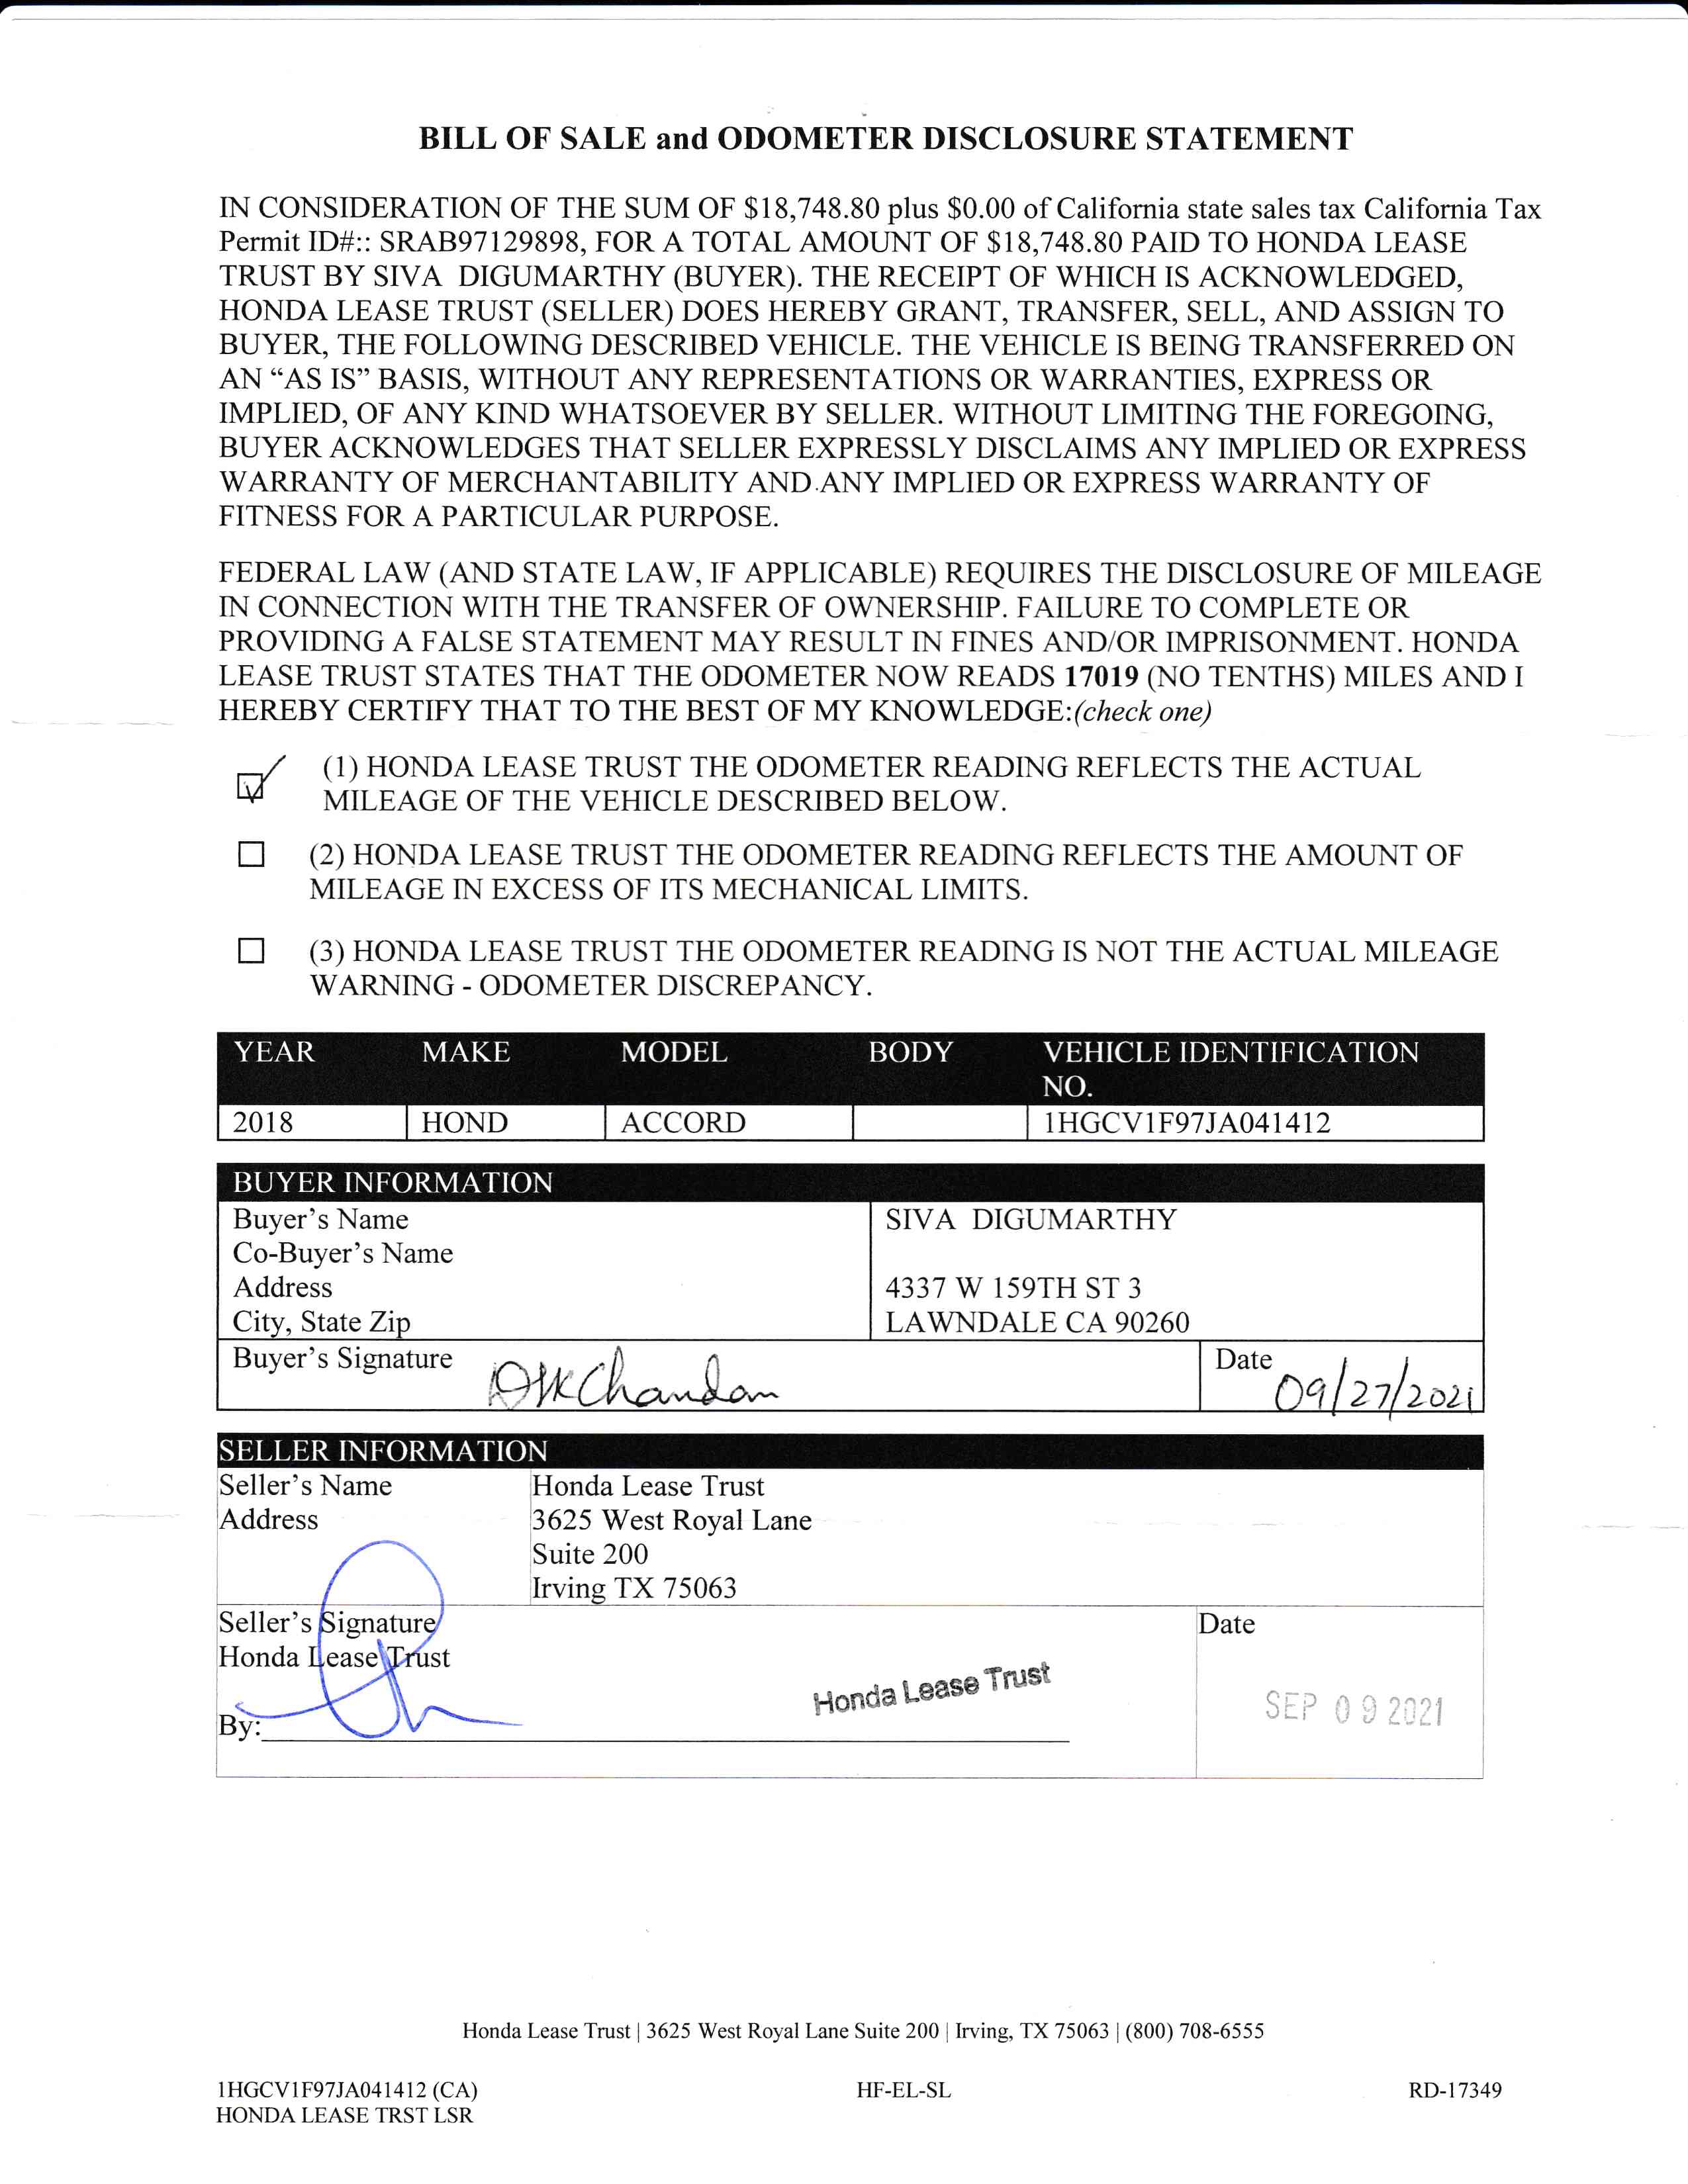 BILL OF SALE and ODOMETER DISCLOSURE STATEMENT
IN CONSIDERATION OF THE SUM OF $18,748.80 plus $0.00 of California state sales tax California Tax
Permit ID#:: SRAB97129898, FOR A TOTAL AMOUNT OF $18,748.80 PAID TO HONDA LEASE
TRUST BY SIVA DIGUMARTHY (BUYER). THE RECEIPT OF WHICH IS ACKNOWLEDGED,
HONDA LEASE TRUST (SELLER) DOES HEREBY GRANT, TRANSFER, SELL, AND ASSIGN TO
BUYER, THE FOLLOWING DESCRIBED VEHICLE. THE VEHICLE IS BEING TRANSFERRED ON
AN “AS IS” BASIS, WITHOUT ANY REPRESENTATIONS OR WARRANTIES, EXPRESS OR
IMPLIED, OF ANY KIND WHATSOEVER BY SELLER. WITHOUT LIMITING THE FOREGOING,
BUYER ACKNOWLEDGES THAT SELLER EXPRESSLY DISCLAIMS ANY IMPLIED OR EXPRESS
WARRANTY OF MERCHANTABILITY AND ANY IMPLIED OR EXPRESS WARRANTY OF
FITNESS FOR A PARTICULAR PURPOSE.
FEDERAL LAW (AND STATE LAW, IF APPLICABLE) REQUIRES THE DISCLOSURE OF MILEAGE
IN CONNECTION WITH THE TRANSFER OF OWNERSHIP. FAILURE TO COMPLETE OR
PROVIDING A FALSE STATEMENT MAY RESULT IN FINES AND/OR IMPRISONMENT. HONDA
LEASE TRUST STATES THAT THE ODOMETER NOW READS 17019 (NO TENTHS) MILES AND I
HEREBY CERTIFY THAT TO THE BEST OF MY KNOWLEDGE:(check one)
(1) HONDA LEASE TRUST THE ODOMETER READING REFLECTS THE ACTUAL
MILEAGE OF THE VEHICLE DESCRIBED BELOW.
(2) HONDA LEASE TRUST THE ODOMETER READING REFLECTS THE AMOUNT OF
MILEAGE IN EXCESS OF ITS MECHANICAL LIMITS.
(3) HONDA LEASE TRUST THE ODOMETER READING IS NOT THE ACTUAL MILEAGE
WARNING - ODOMETER DISCREPANCY.
YEAR MAKE MODEL BODY VEHICLE IDENTIFICATION
NO.
2018 HOND ACCORD 1HGCV1F97JA041412
BUYER INFORMATION
Buyer’s Name SIVA DIGUMARTHY
Co-Buyer’s Name
Address 4337 W 159TH ST 3
City, State Zip LAWNDALE CA 90260
Buyer’s Signature Chandan Date 09/27/2021
SELLER INFORMATION
Seller’s Name Honda Lease Trust
Address 3625 West Royal Lane
Suite 200
Irving TX 75063
Seller’s Signature Date
Honda Lease Trust
Honda Lease Trust
SEP 09 2021
By:
Honda Lease Trust | 3625 West Royal Lane Suite 200 | Irving, TX 75063 | (800) 708-6555
1HGCV1F97JA041412 (CA) HF-EL-SL RD-17349
HONDA LEASE TRST LSR